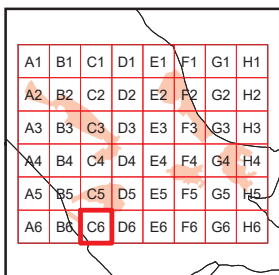 A1 B1 C1 D1 E1 F1 G1 H1
A2 B2 C2 D2 E2 F2 G2 H2
A3 B3 C3 D3 E3 F3 G3 H3
A4 B4 C4 D4 E4 F4 G4 H4
A5 B5 C5 D5 E5 F5 G5 H5
A6 B6 C6 D6 E6 F6 G6 H6